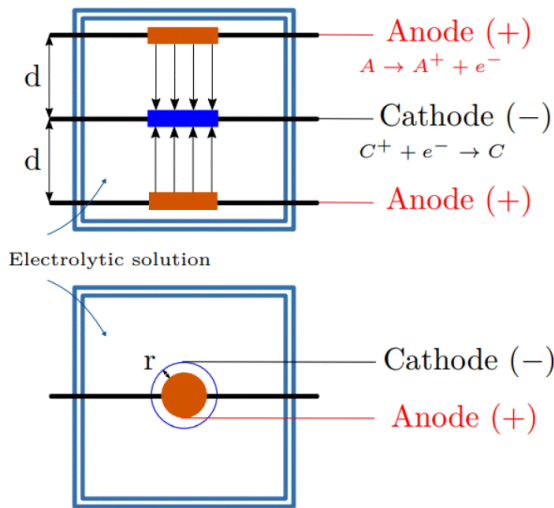 Anode (+)
A → A⁺ + e⁻
d
Cathode (−)
C⁺ + e⁻ → C
d
Anode (+)
Electrolytic solution
r
Cathode (−)
Anode (+)